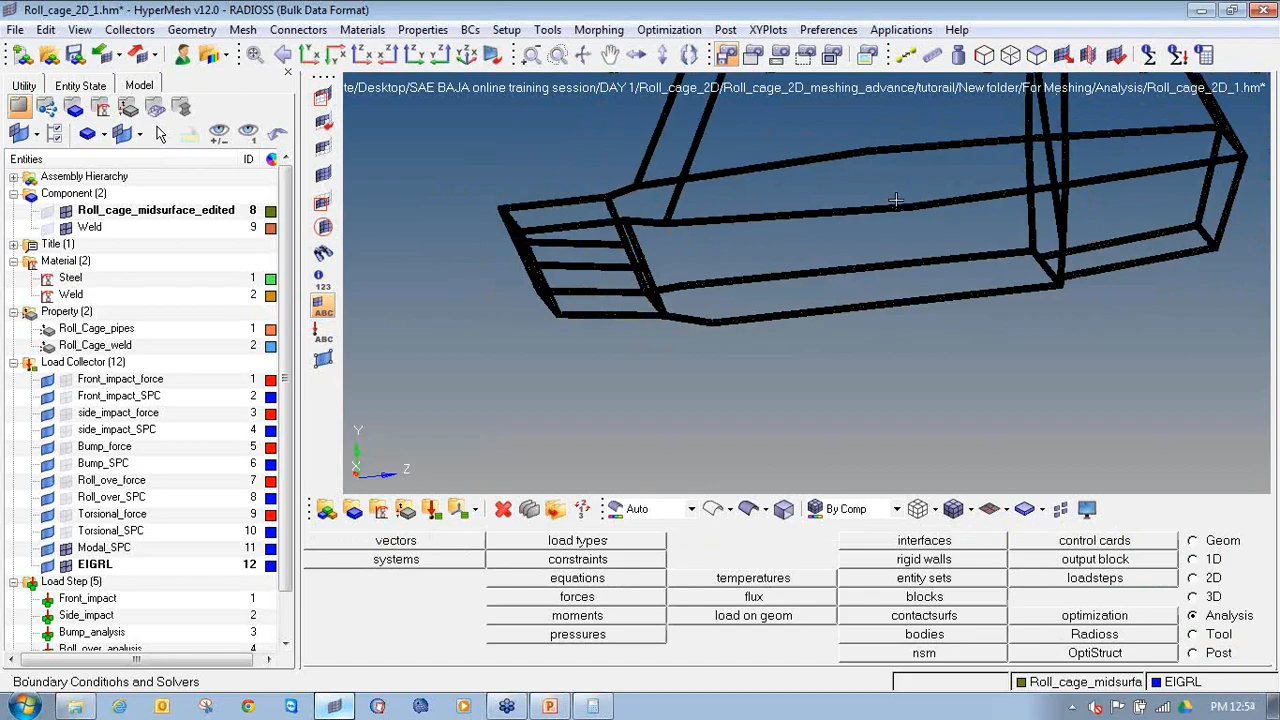 Roll_cage_2D_1.hm* - HyperMesh v12.0 - RADIOSS (Bulk Data Format)
File Edit View Collectors Geometry Mesh Connectors Materials Properties BCs Setup Tools Morphing Optimization Post XYPlots Preferences Applications Help
Utility Entity State Model
te/Desktop/SAE BAJA online training session/DAY 1/Roll_cage_2D/Roll_cage_2D_meshing_advance/tutorail/New folder/For Meshing/Analysis/Roll_cage_2D_1.hm*
Entities ID
Assembly Hierarchy
Component (2)
Roll_cage_midsurface_edited 8
Weld 9
Title (1)
Material (2)
Steel 1
Weld 2
Property (2)
Roll_Cage_pipes 1
Roll_Cage_weld 2
Load Collector (12)
Front_impact_force 1
Front_impact_SPC 2
side_impact_force 3
side_impact_SPC 4
Bump_force 5
Bump_SPC 6
Roll_ove_force 7
Roll_over_SPC 8
Torsional_force 9
Torsional_SPC 10
Modal_SPC 11
EIGRL 12
Load Step (5)
Front_impact 1
Side_impact 2
Bump_analysis 3
Roll_over_analysis 4
123
ABC
ABC
Y
X
Z
Auto By Comp
vectors load types interfaces control cards Geom
systems constraints rigid walls output block 1D
equations temperatures entity sets loadsteps 2D
forces flux blocks 3D
moments load on geom contactsurfs optimization Analysis
pressures bodies Radioss Tool
nsm OptiStruct Post
Boundary Conditions and Solvers Roll_cage_midsurfa EIGRL
PM 12:54